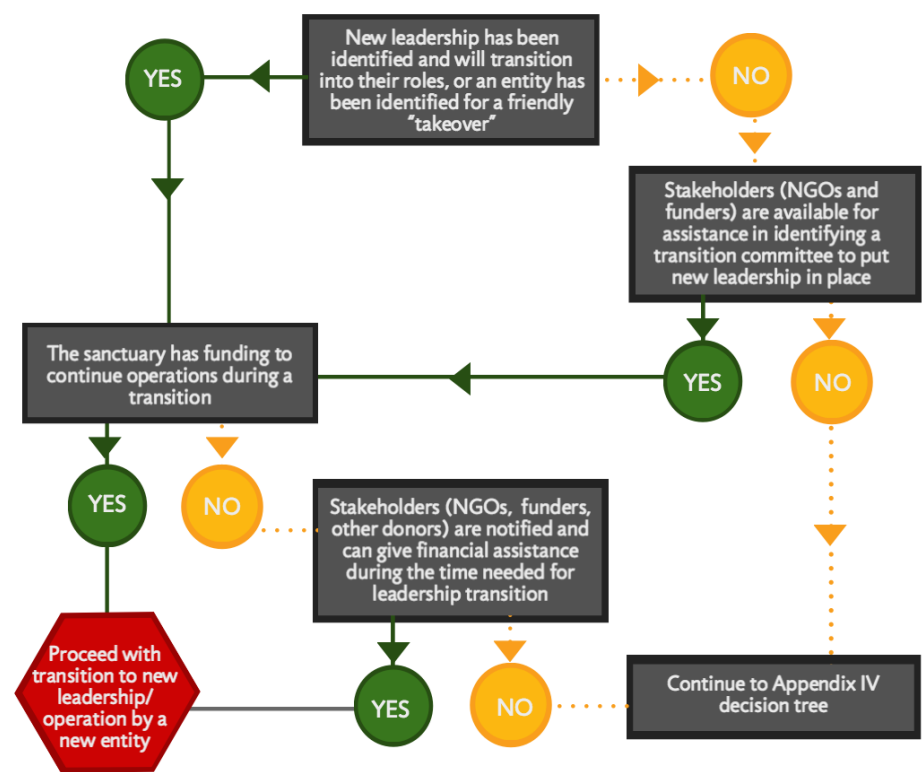 New leadership has been
identified and will transition
into their roles, or an entity has
been identified for a friendly
"takeover"
YES
NO
Stakeholders (NGOs and
funders) are available for
assistance in identifying a
transition committee to put
new leadership in place
The sanctuary has funding to
continue operations during a
transition
YES
NO
YES
NO
Stakeholders (NGOs, funders,
other donors) are notified and
can give financial assistance
during the time needed for
leadership transition
Proceed with
transition to new
leadership/
operation by a
new entity
YES
NO
Continue to Appendix IV
decision tree